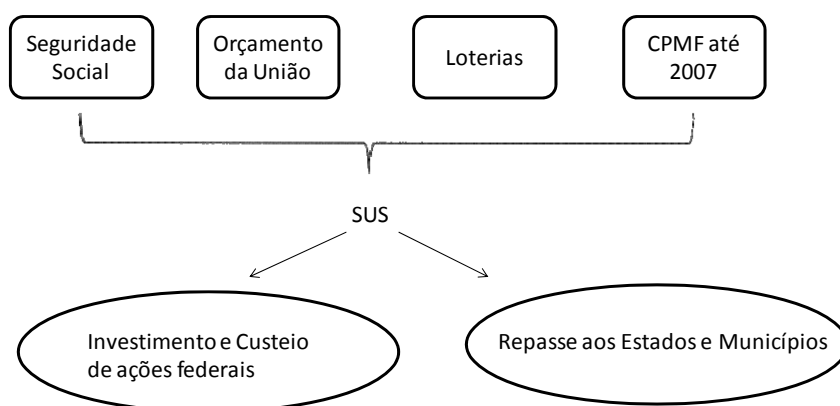 Seguridade
Social
Orçamento
da União
Loterias
CPMF até
2007
SUS
Investimento e Custeio
de ações federais
Repasse aos Estados e Municípios